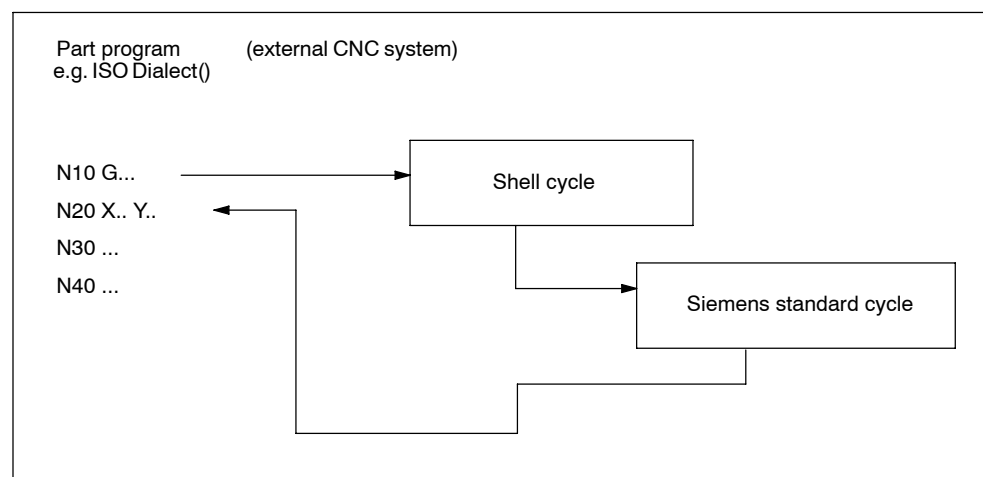 Part program (external CNC system)
e.g. ISO Dialect()
N10 G...
Shell cycle
N20 X.. Y..
N30 ...
N40 ...
Siemens standard cycle